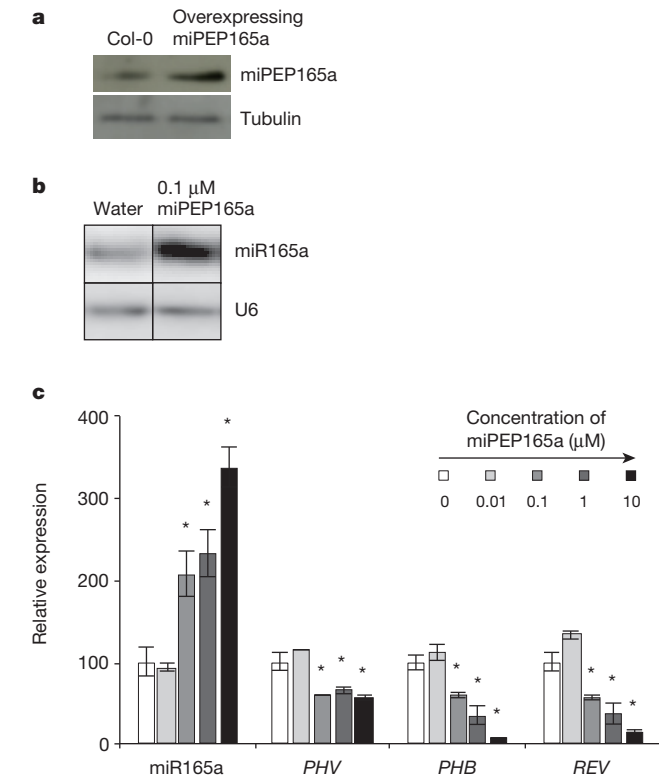 a
Col-0
Overexpressing
miPEP165a
miPEP165a
Tubulin
b
Water
0.1 μM
miPEP165a
miR165a
U6
c
Relative expression
400
300
200
100
0
*
*
*
*
*
*
*
*
*
*
*
*
Concentration of
miPEP165a (μM)
0 0.01 0.1 1 10
miR165a PHV PHB REV